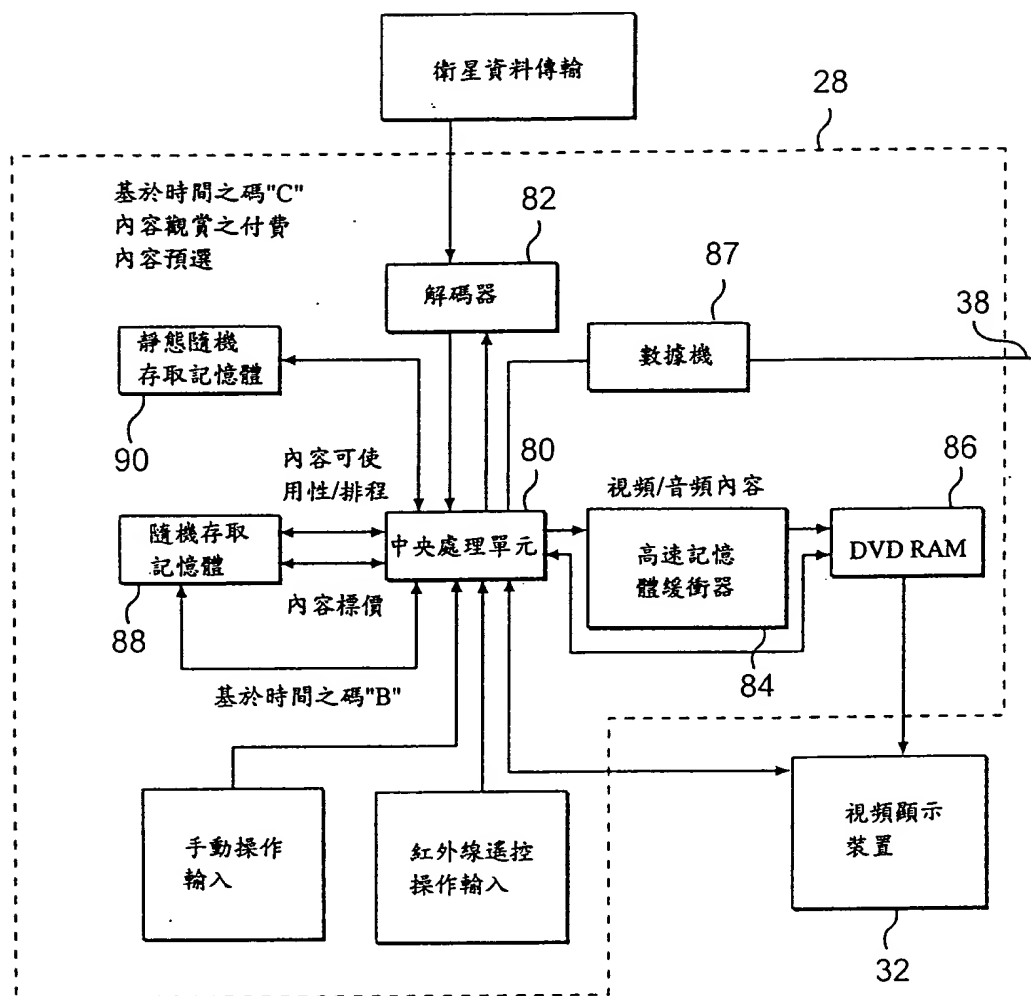 衛星資料傳輸
28
基於時間之碼"C"
內容觀賞之付費
內容預選
82
解碼器
87
數據機
38
靜態隨機
存取記憶體
90
內容可使
用性/排程
80
視頻/音頻內容
86
隨機存取
記憶體
88
中央處理單元
高速記憶
體緩衝器
84
DVD RAM
內容標價
基於時間之碼"B"
手動操作
輸入
紅外線遙控
操作輸入
視頻顯示
裝置
32